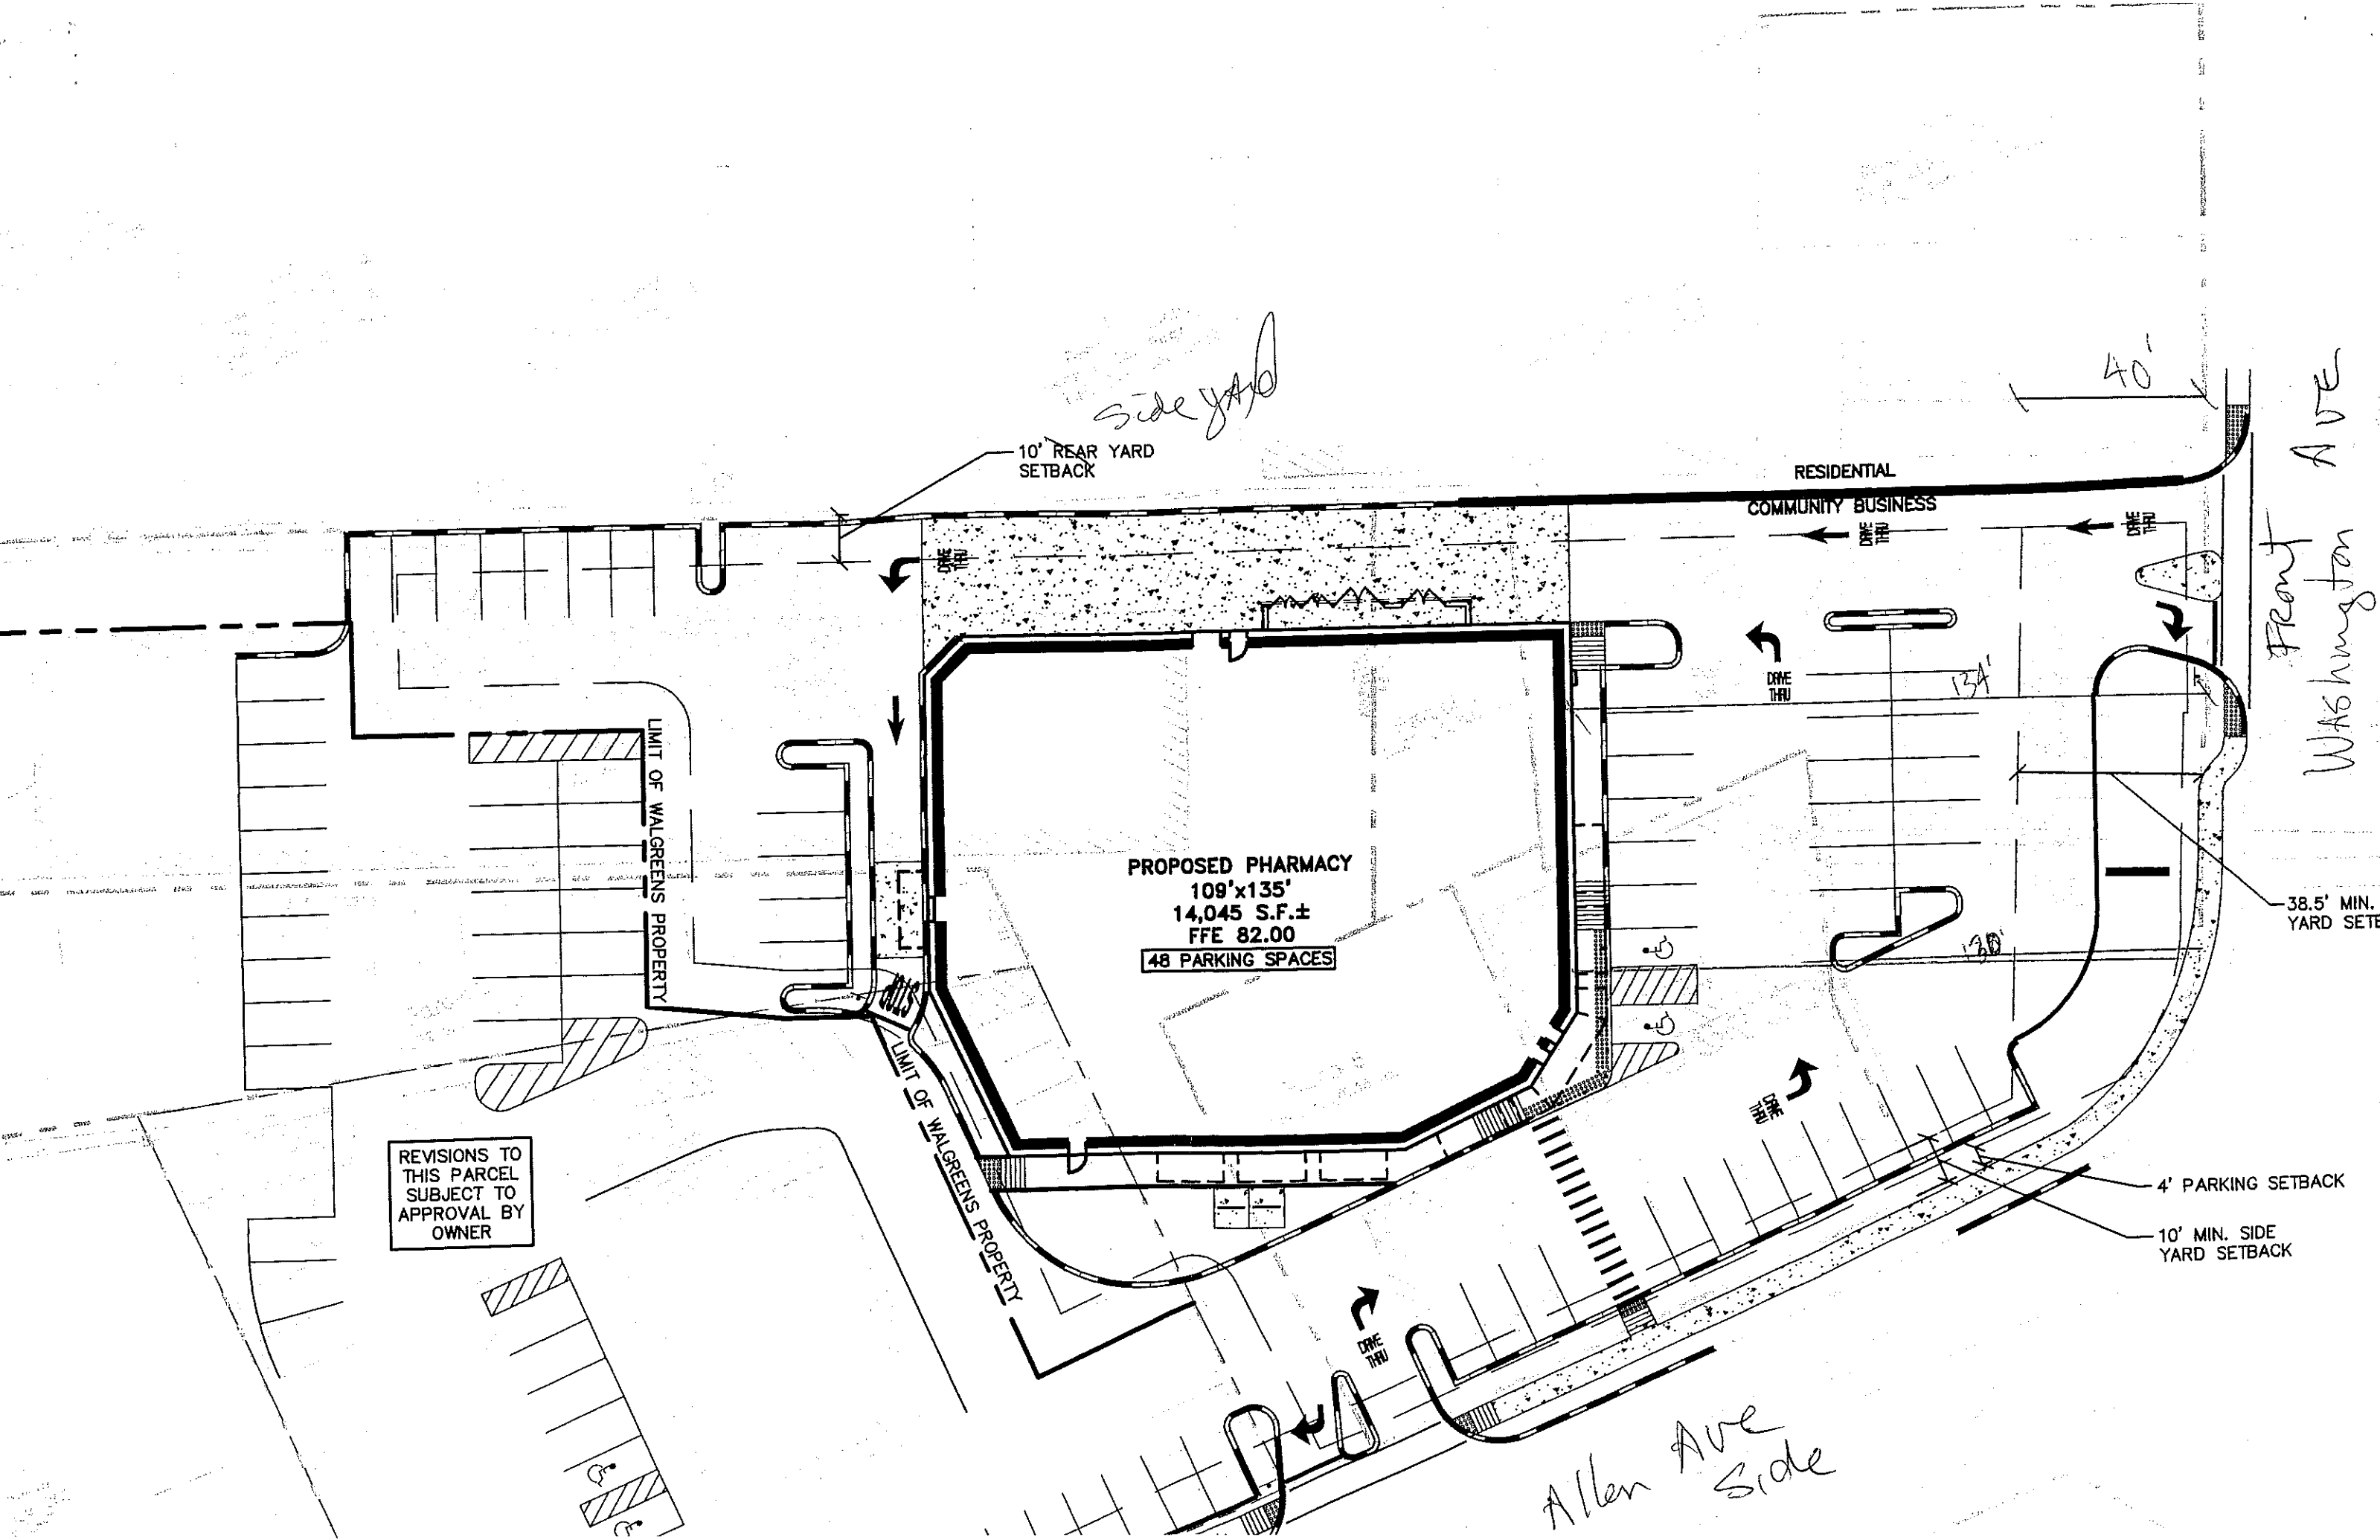 40'
Side yard
10' REAR YARD
SETBACK
RESIDENTIAL
COMMUNITY BUSINESS
DRIVE
THRU
DRIVE
THRU
DRIVE
THRU
Front
Washington Ave
DRIVE
THRU
134'
LIMIT OF WALGREENS PROPERTY
PROPOSED PHARMACY
109'x135'
14,045 S.F.±
FFE 82.00
48 PARKING SPACES
38.5' MIN.
YARD SETB
130'
STOP
LIMIT OF WALGREENS PROPERTY
DRIVE
THRU
REVISIONS TO
THIS PARCEL
SUBJECT TO
APPROVAL BY
OWNER
4' PARKING SETBACK
10' MIN. SIDE
YARD SETBACK
DRIVE
THRU
Allen Ave
Side